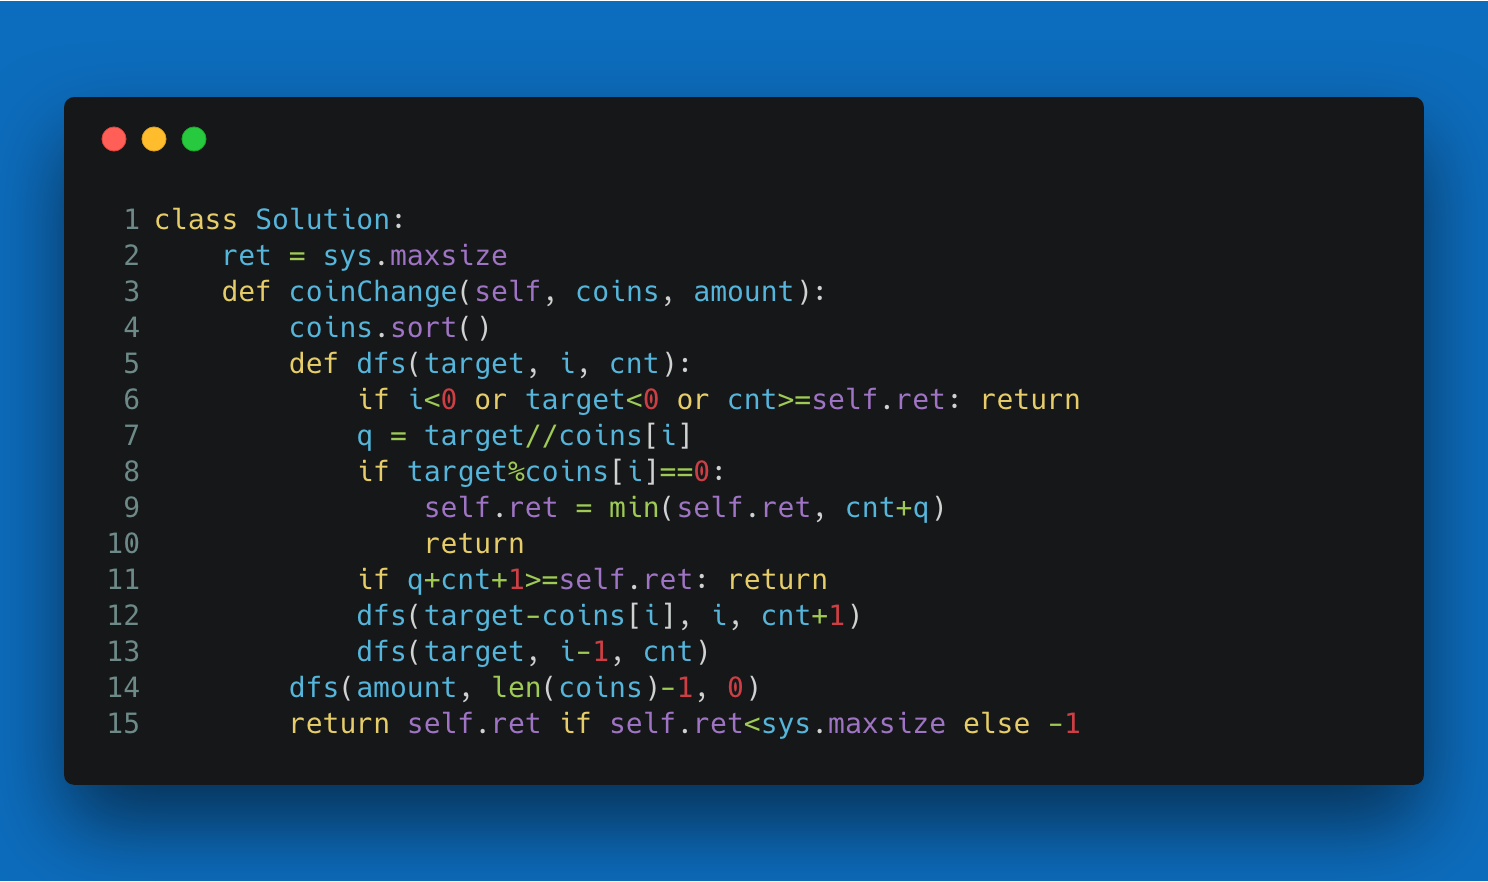 1 class Solution:
2     ret = sys.maxsize
3     def coinChange(self, coins, amount):
4         coins.sort()
5         def dfs(target, i, cnt):
6             if i<0 or target<0 or cnt>=self.ret: return
7             q = target//coins[i]
8             if target%coins[i]==0:
9                 self.ret = min(self.ret, cnt+q)
10                 return
11             if q+cnt+1>=self.ret: return
12             dfs(target-coins[i], i, cnt+1)
13             dfs(target, i-1, cnt)
14         dfs(amount, len(coins)-1, 0)
15         return self.ret if self.ret<sys.maxsize else -1